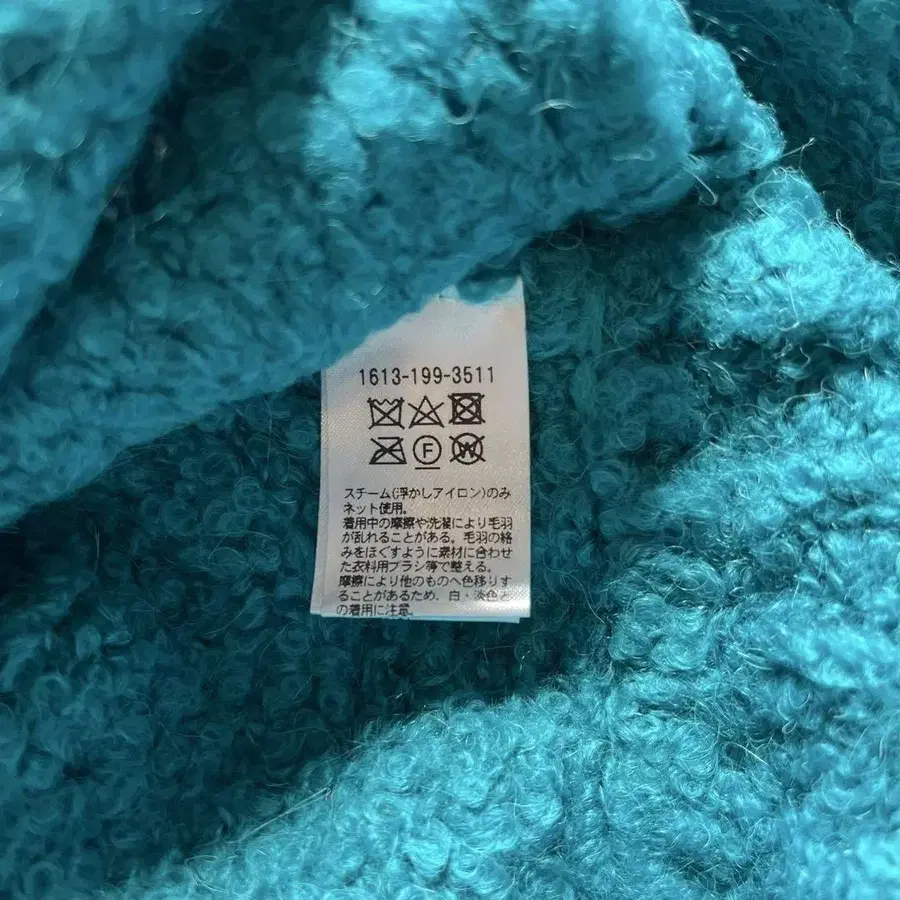 1613-199-3511
F W
スチーム(浮かしアイロン)のみ
ネット使用。
着用中の摩擦や洗濯により毛羽
が乱れることがある。毛羽の絡
みをほぐすように素材に合わせ
た衣料用ブラシ等で整える。
摩擦により他のものへ色移りす
ることがあるため、白・淡色と
の着用に注意。